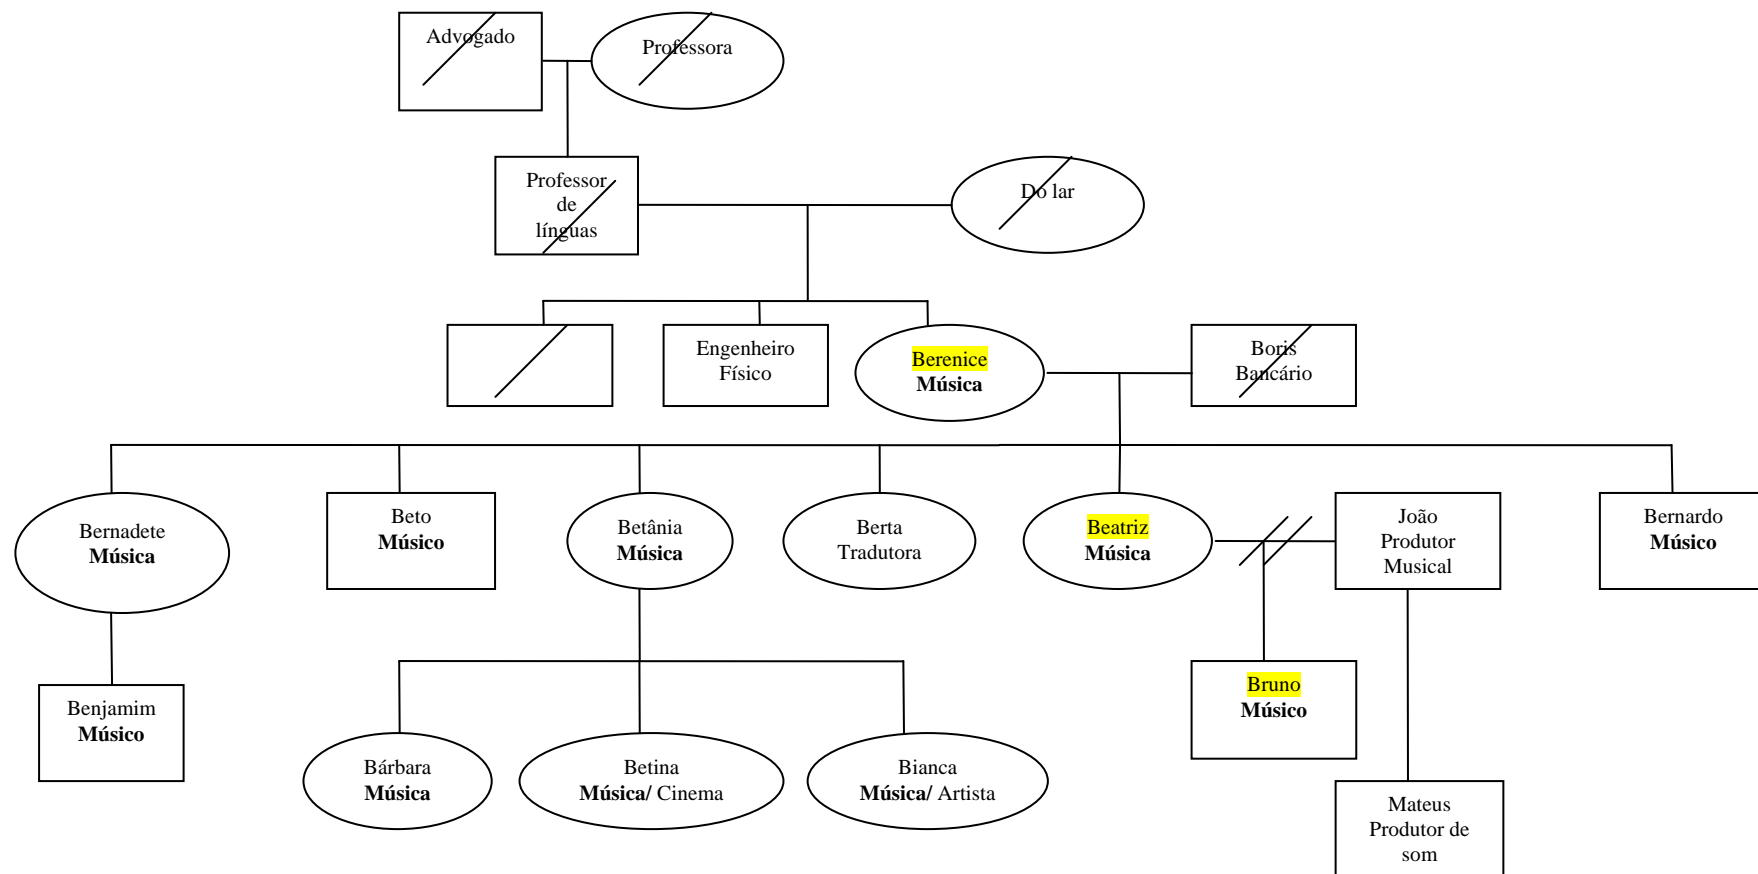 Advogado
Professora
Professor
de
línguas
Do lar
Engenheiro
Físico
Berenice
Música
Boris
Bancário
Bernadete
Música
Beto
Músico
Betânia
Música
Berta
Tradutora
Beatriz
Música
João
Produtor
Musical
Bernardo
Músico
Benjamim
Músico
Bárbara
Música
Betina
Música/ Cinema
Bianca
Música/ Artista
Bruno
Músico
Mateus
Produtor de
som